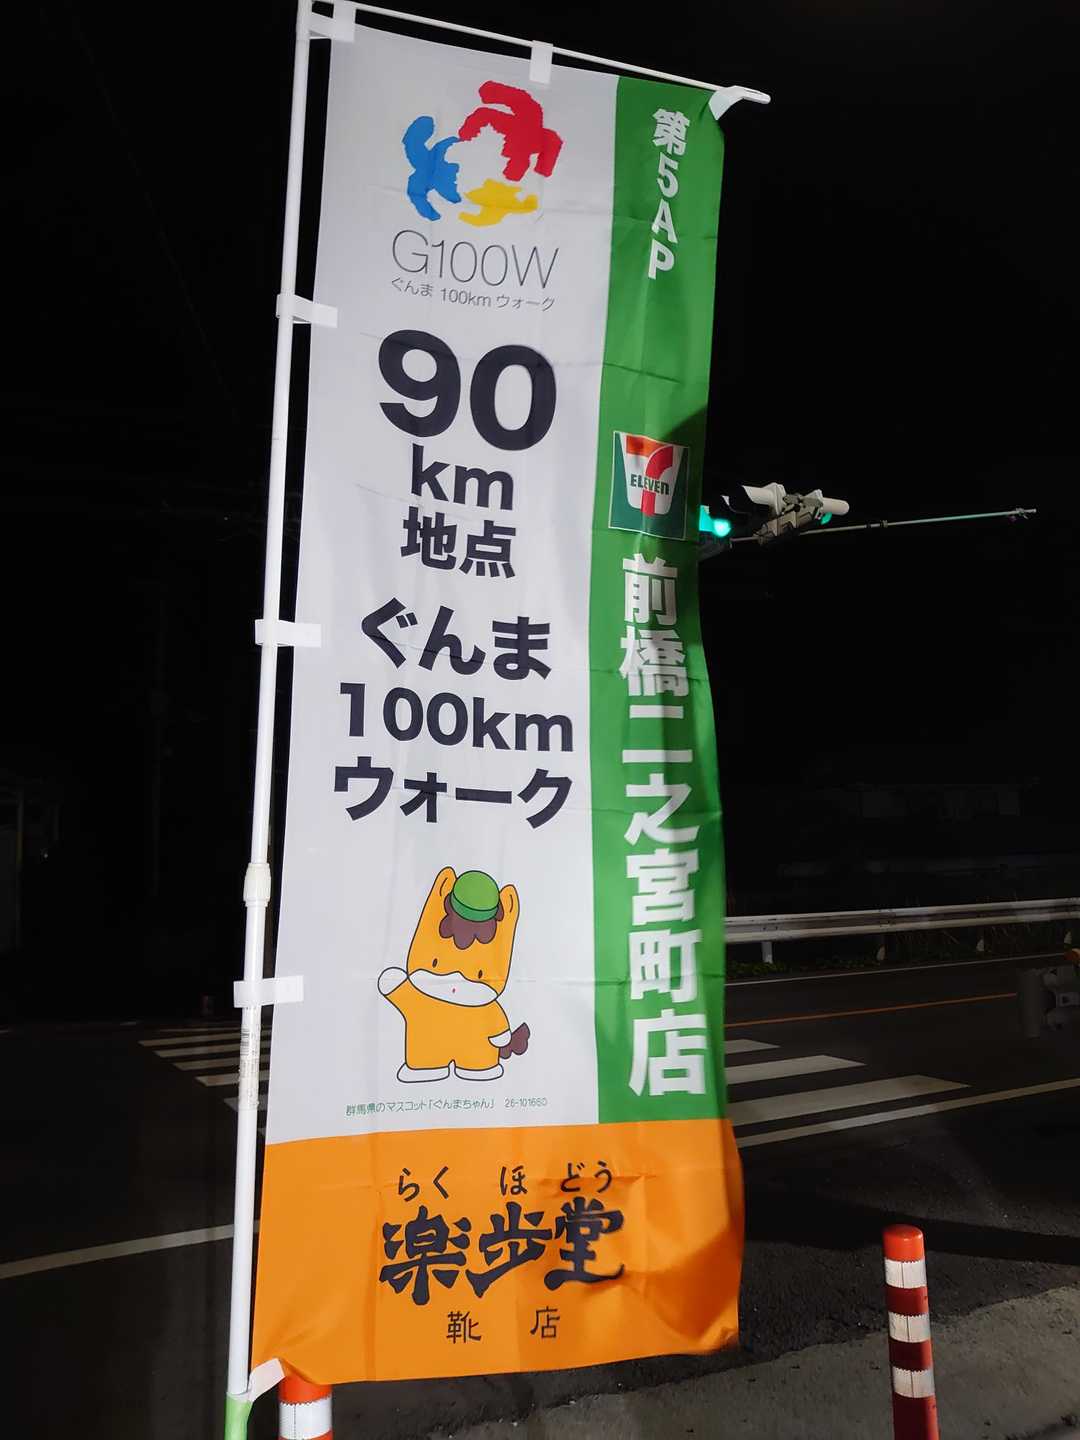 G100W
ぐんま 100km ウォーク
90
km
地点
ぐんま
100km
ウォーク
群馬県のマスコット「ぐんまちゃん」 26-101660
第5AP
7
ELEVEN
前橋二之宮町店
らくほどう
楽歩堂
靴店